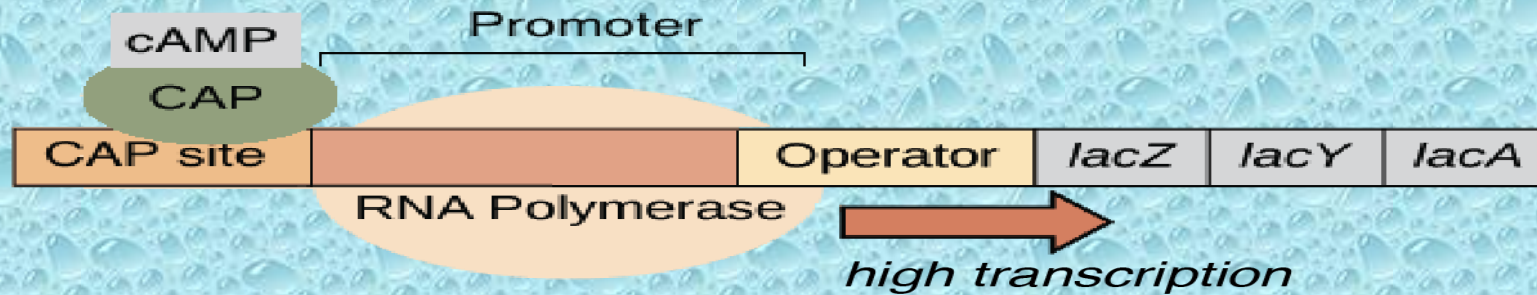 cAMP
Promoter
CAP
CAP site
Operator
lacZ
lacY
lacA
RNA Polymerase
high transcription